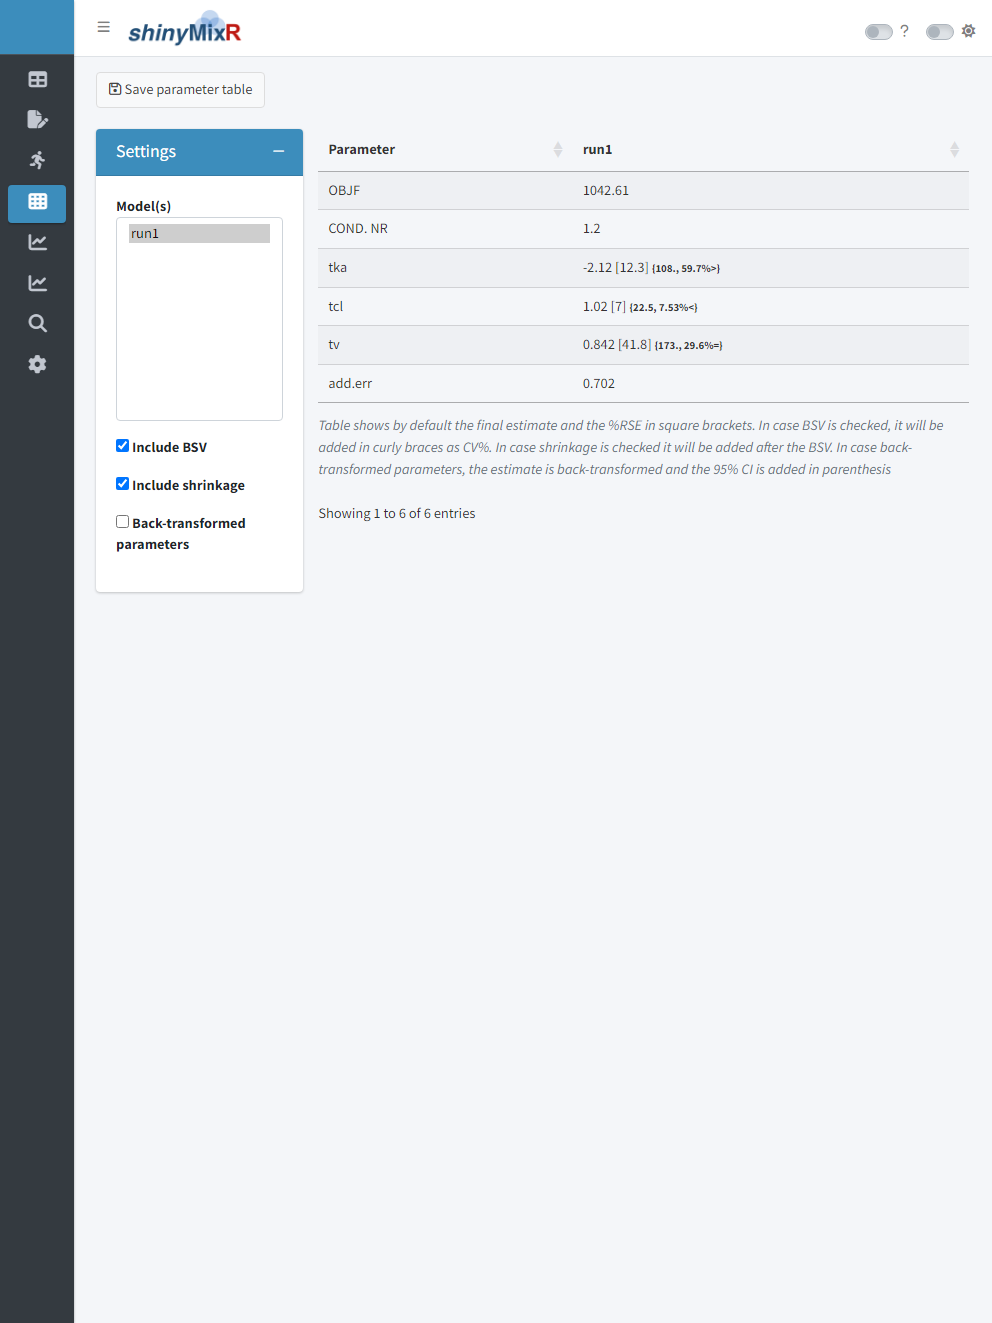 shinyMixR
?
Save parameter table
Settings
Model(s)
run1
Include BSV
Include shrinkage
Back-transformed
parameters
Parameter run1
OBJF 1042.61
COND. NR 1.2
tka -2.12 [12.3] {108., 59.7%>}
tcl 1.02 [7] {22.5, 7.53%<}
tv 0.842 [41.8] {173., 29.6%=}
add.err 0.702
Table shows by default the final estimate and the %RSE in square brackets. In case BSV is checked, it will be
added in curly braces as CV%. In case shrinkage is checked it will be added after the BSV. In case back-
transformed parameters, the estimate is back-transformed and the 95% CI is added in parenthesis
Showing 1 to 6 of 6 entries